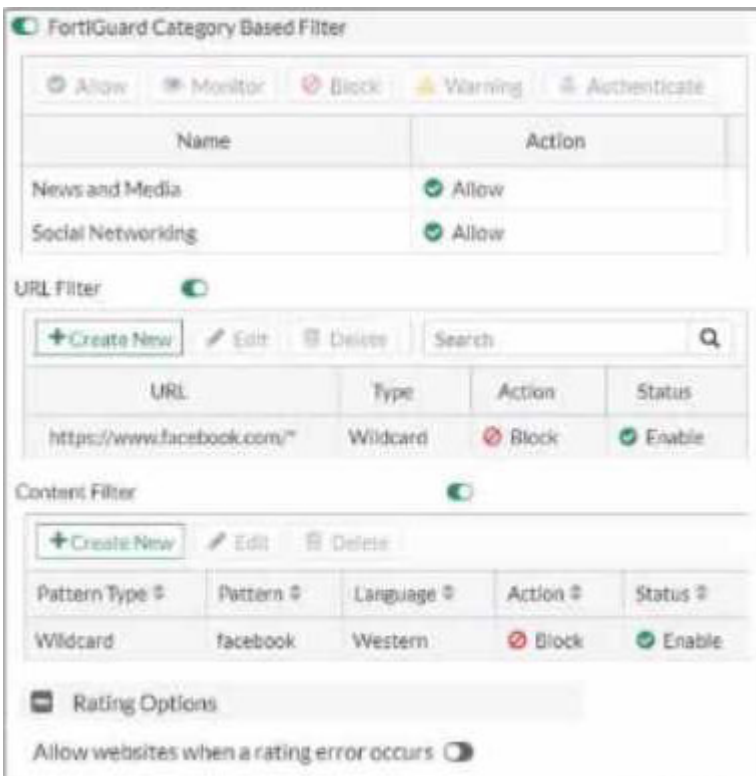 FortiGuard Category Based Filter
Allow Monitor Block Warning Authenticate
Name Action
News and Media Allow
Social Networking Allow
URL Filter
+Create New Edit Delete Search
URL Type Action Status
https://www.facebook.com/* Wildcard Block Enable
Content Filter
+Create New Edit Delete
Pattern Type Pattern Language Action Status
Wildcard facebook Western Block Enable
Rating Options
Allow websites when a rating error occurs